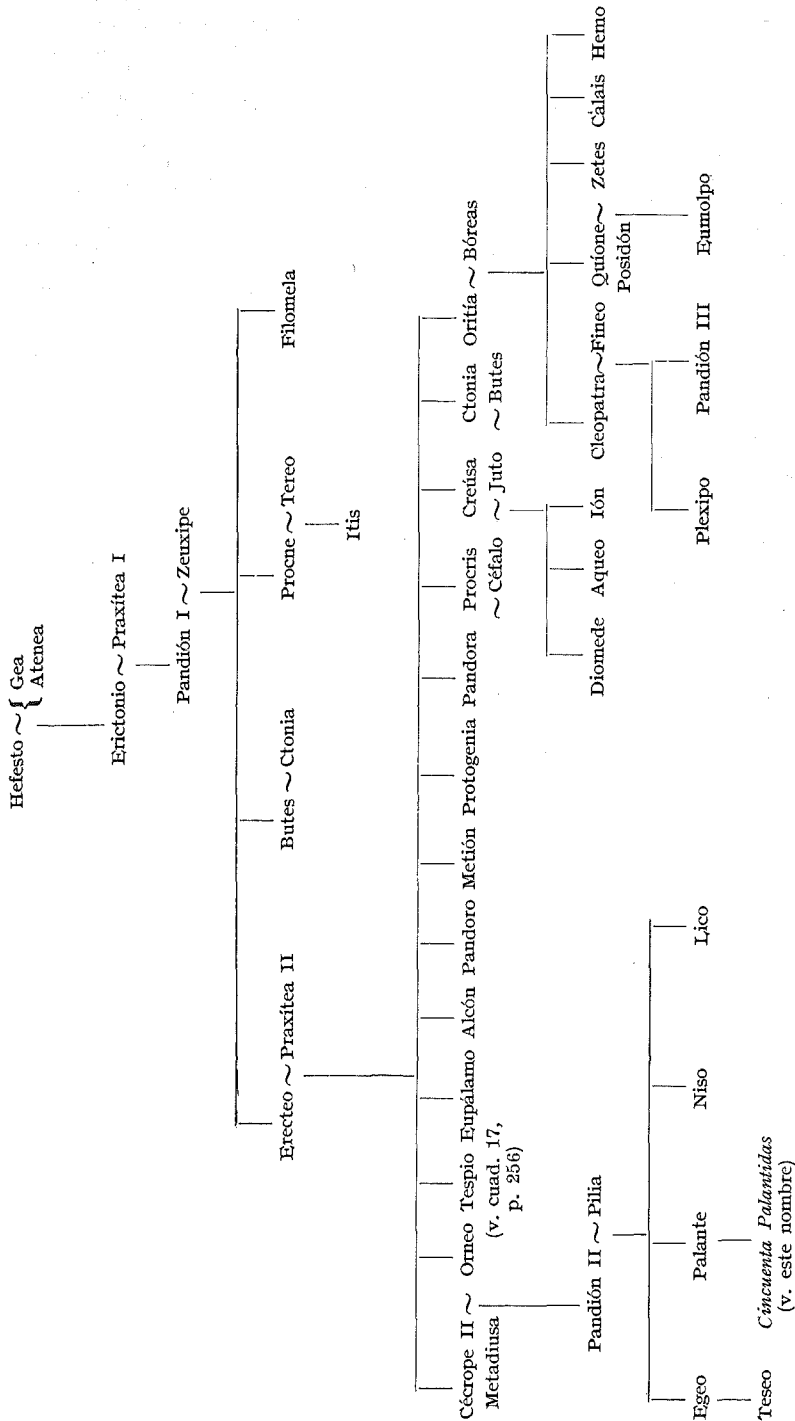 Hefesto ~ { Gea
Atenea
Erictonio ~ Praxítea I
Pandión I ~ Zeuxipe
Erecteo ~ Praxítea II Butes ~ Ctonia Procne ~ Tereo Filomela
Itis
Cécrope II ~ Orneo Tespio Eupálamo Alcón Pandoro Metión Protogenia Pandora Procris Creúsa Ctonia Oritía ~ Bóreas
Metadiusa (v. cuad. 17, ~ Céfalo ~ Juto ~ Butes
p. 256)
Pandión II ~ Pilia
Diomede Aqueo Ión Cleopatra~Fineo Quíone~ Zetes Calais Hemo
Posidón
Plexipo Pandión III Eumolpo
Egeo Palante Niso Lico
Teseo Cincuenta Palantidas
(v. este nombre)